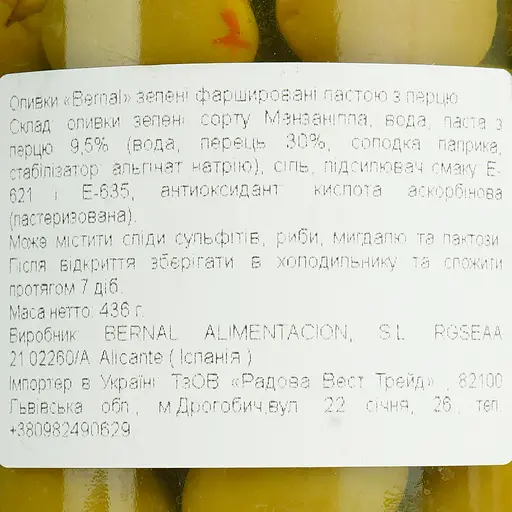 Оливки «Bernal» зелені фаршировані пастою з перцю
Склад: оливки зелені сорту Манзанілла, вода, паста з
перцю 9,5% (вода, перець 30%, солодка паприка,
стабілізатор: альгінат натрію), сіль, підсилювач смаку Е-
621 і Е-635, антиоксидант кислота аскорбінова
(пастеризована).
Може містити сліди сульфітів, риби, мигдалю та лактози.
Після відкриття зберігати в холодильнику та спожити
протягом 7 діб.
Маса нетто: 436 г.
Виробник: BERNAL ALIMENTACION, S.L. RGSEAA
21.02260/A. Alicante ( Іспанія )
Імпортер в Україні: ТзОВ «Радова Вест Трейд» , 82100
Львівська обл., м.Дрогобич,вул. 22 січня, 26, тел.
+380982490629